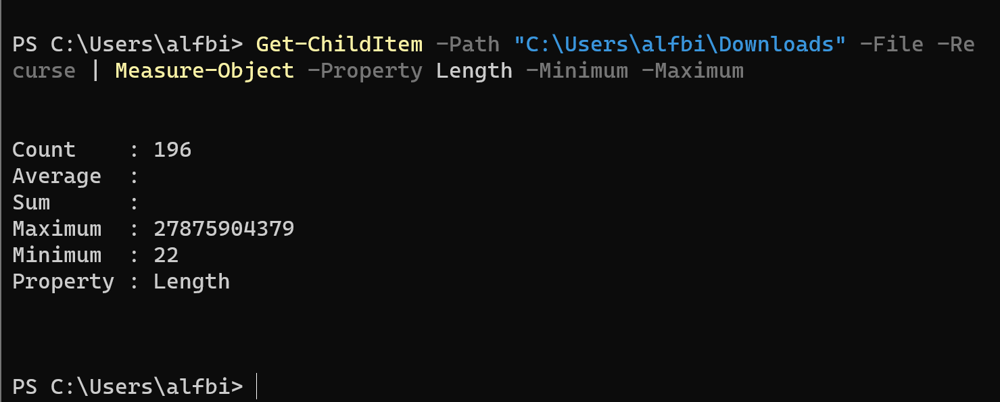 PS C:\Users\alfbi> Get-ChildItem -Path "C:\Users\alfbi\Downloads" -File -Re
curse | Measure-Object -Property Length -Minimum -Maximum
Count    : 196
Average  :
Sum      :
Maximum  : 27875904379
Minimum  : 22
Property : Length
PS C:\Users\alfbi>